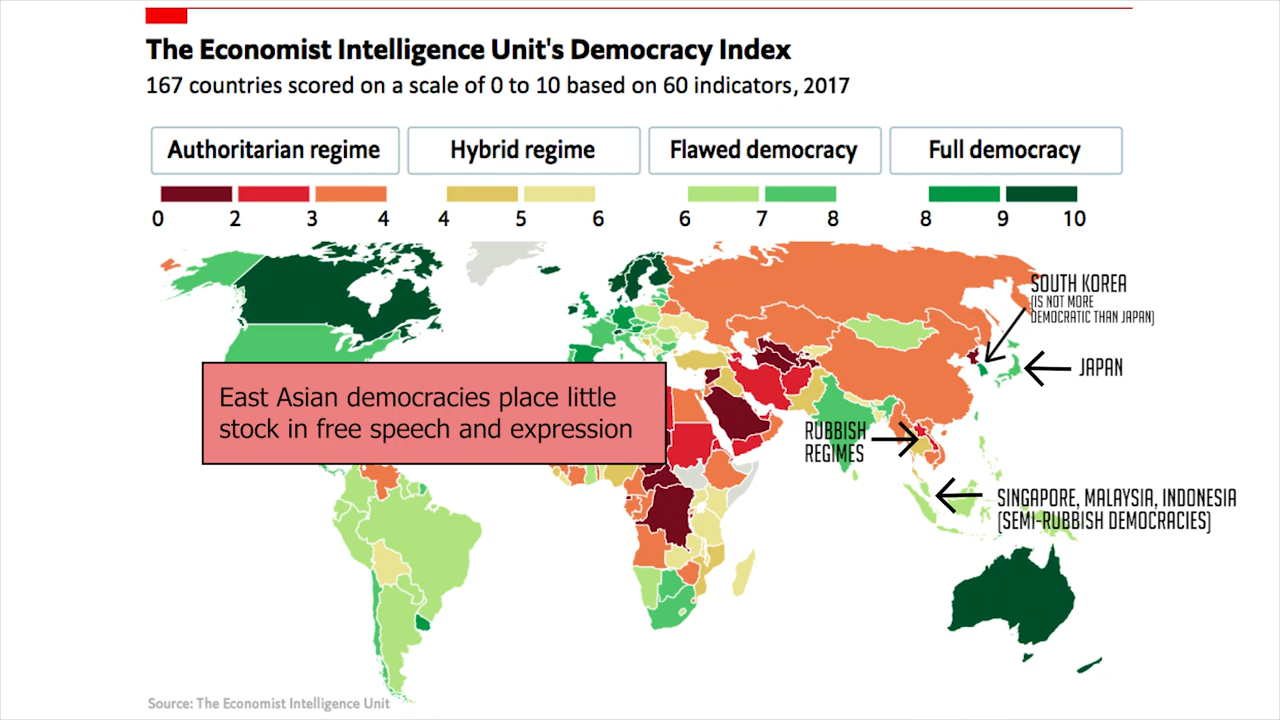 The Economist Intelligence Unit's Democracy Index
167 countries scored on a scale of 0 to 10 based on 60 indicators, 2017
Authoritarian regime
Hybrid regime
Flawed democracy
Full democracy
0 2 3 4
4 5 6
6 7 8
8 9 10
SOUTH KOREA
(IS NOT MORE
DEMOCRATIC THAN JAPAN)
JAPAN
East Asian democracies place little
stock in free speech and expression
RUBBISH
REGIMES
SINGAPORE, MALAYSIA, INDONESIA
(SEMI-RUBBISH DEMOCRACIES)
Source: The Economist Intelligence Unit